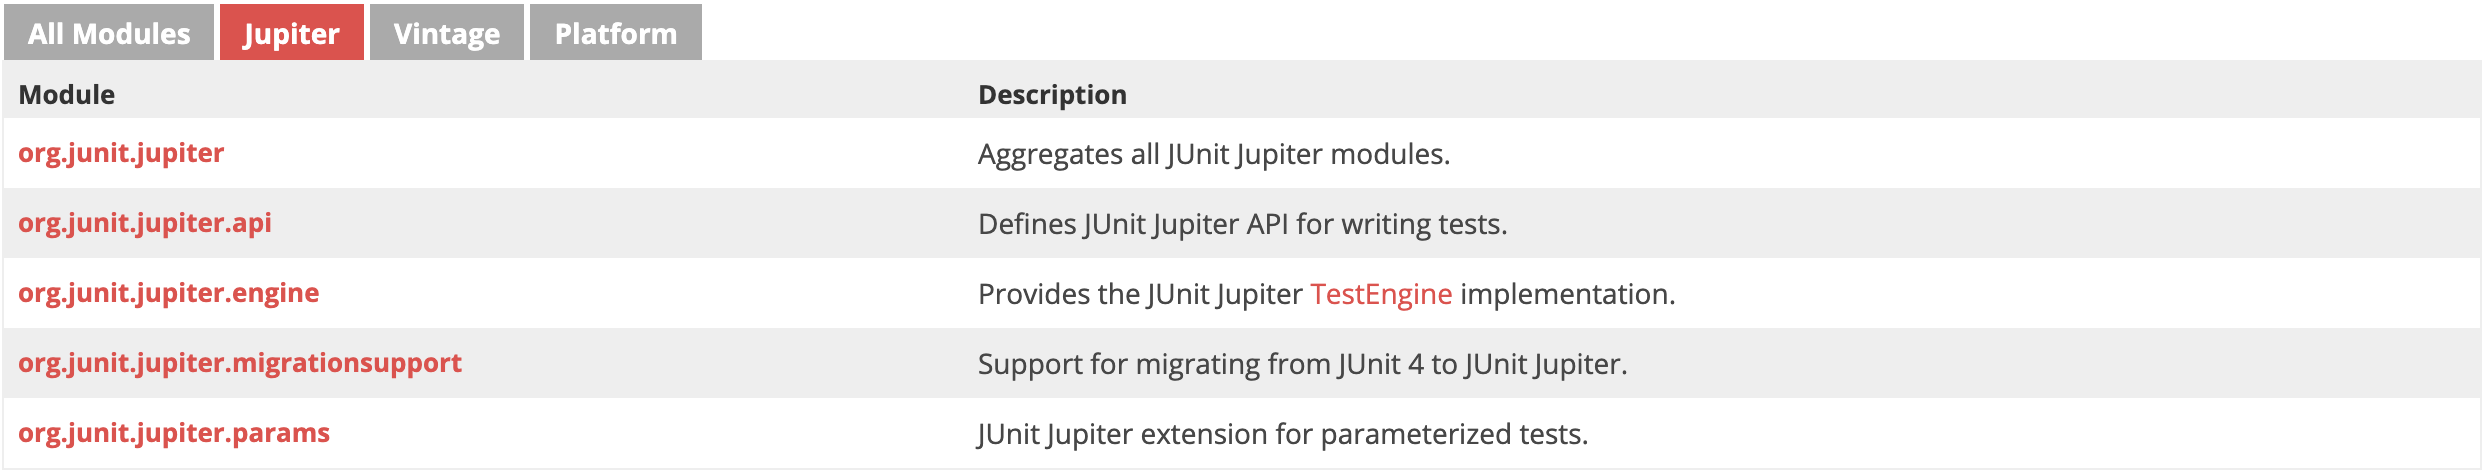 All Modules Jupiter Vintage Platform
Module Description
org.junit.jupiter Aggregates all JUnit Jupiter modules.
org.junit.jupiter.api Defines JUnit Jupiter API for writing tests.
org.junit.jupiter.engine Provides the JUnit Jupiter TestEngine implementation.
org.junit.jupiter.migrationsupport Support for migrating from JUnit 4 to JUnit Jupiter.
org.junit.jupiter.params JUnit Jupiter extension for parameterized tests.